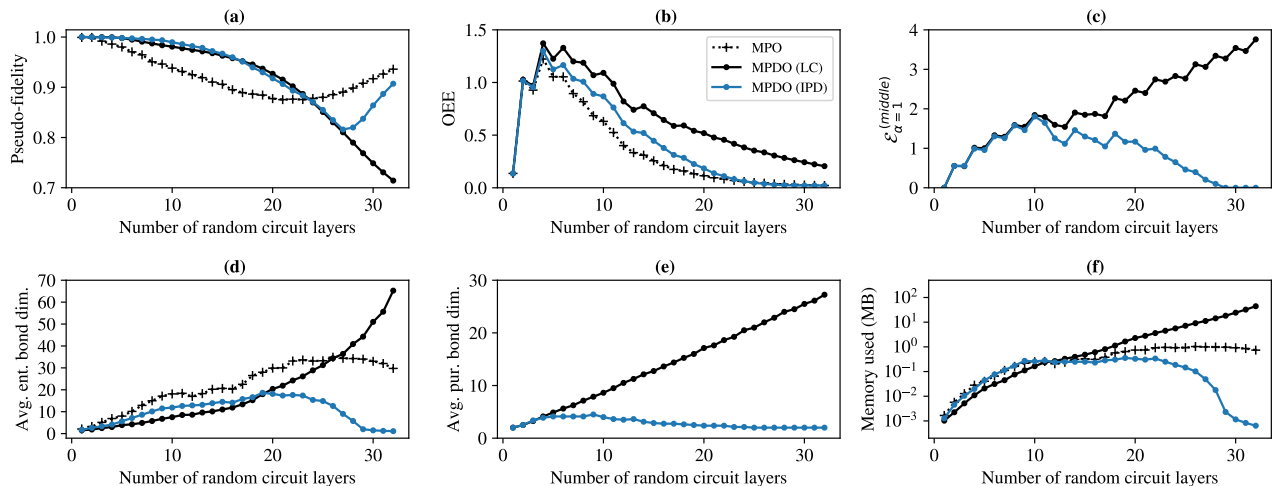 (a)
1.0
0.9
0.8
0.7
Pseudo-fidelity
0
10
20
30
Number of random circuit layers
(b)
1.5
1.0
0.5
0.0
OEE
MPO
MPDO (LC)
MPDO (IPD)
0
10
20
30
Number of random circuit layers
(c)
4
3
2
1
0
ℰ_{α=1}^{(middle)}
0
10
20
30
Number of random circuit layers
(d)
70
60
50
40
30
20
10
0
Avg. ent. bond dim.
0
10
20
30
Number of random circuit layers
(e)
30
20
10
0
Avg. pur. bond dim.
0
10
20
30
Number of random circuit layers
(f)
10²
10¹
10⁰
10⁻¹
10⁻²
10⁻³
Memory used (MB)
0
10
20
30
Number of random circuit layers